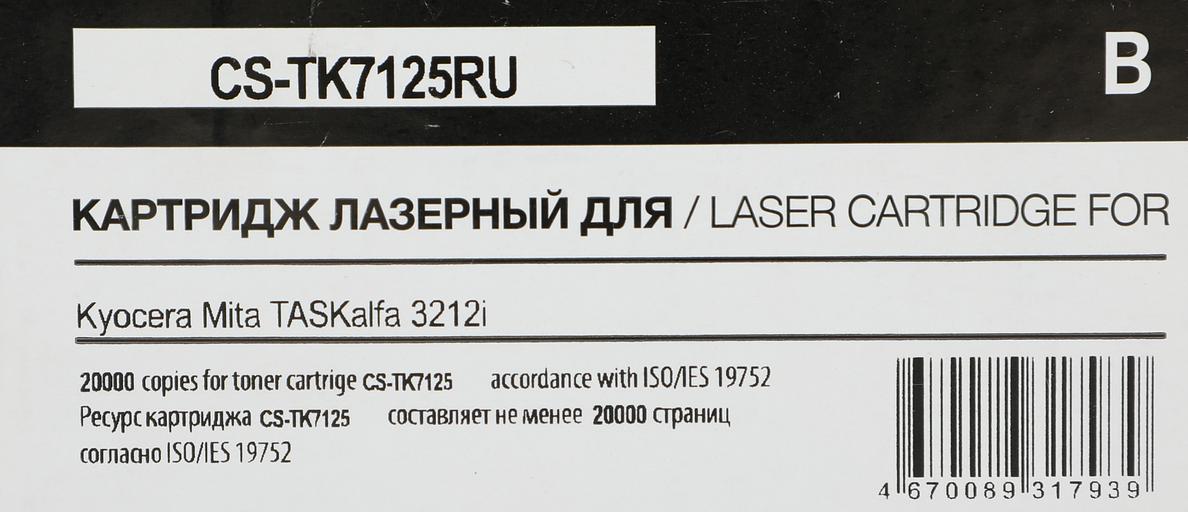 CS-TK7125RU
B
КАРТРИДЖ ЛАЗЕРНЫЙ ДЛЯ / LASER CARTRIDGE FOR
Kyocera Mita TASKalfa 3212i
20000 copies for toner cartrige CS-TK7125 accordance with ISO/IES 19752
Ресурс картриджа CS-TK7125 составляет не менее 20000 страниц
согласно ISO/IES 19752
4 670089 317939